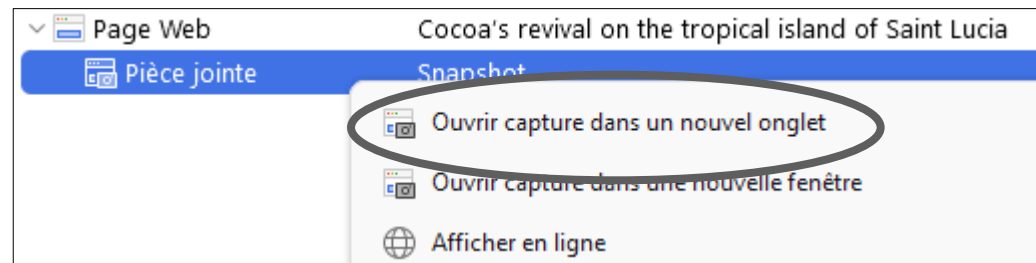 Page Web Cocoa's revival on the tropical island of Saint Lucia
Pièce jointe Snapshot
Ouvrir capture dans un nouvel onglet
Ouvrir capture dans une nouvelle fenêtre
Afficher en ligne